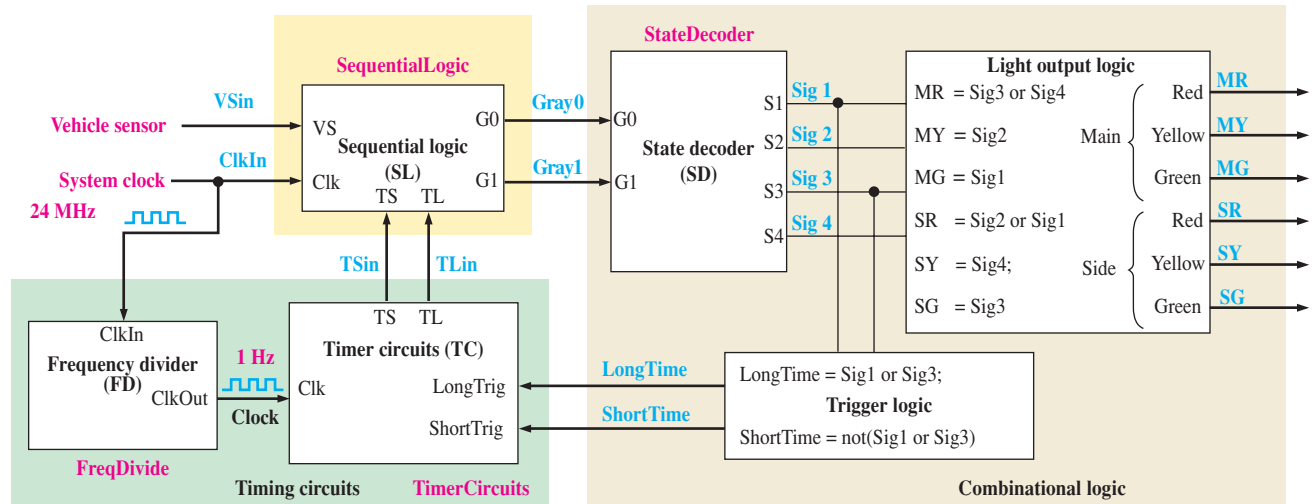 SequentialLogic
StateDecoder
VSin
Vehicle sensor
ClkIn
System clock
24 MHz
VS
Clk
G0
G1
Sequential logic
(SL)
TS TL
Gray0
Gray1
G0
G1
State decoder
(SD)
S1
S2
S3
S4
Sig 1
Sig 2
Sig 3
Sig 4
Light output logic
MR = Sig3 or Sig4
MY = Sig2
MG = Sig1
SR = Sig2 or Sig1
SY = Sig4;
SG = Sig3
Main
Side
Red
Yellow
Green
Red
Yellow
Green
MR
MY
MG
SR
SY
SG
TSin
TLin
ClkIn
Frequency divider
(FD)
ClkOut
FreqDivide
1 Hz
Clock
TS TL
Timer circuits (TC)
Clk
LongTrig
ShortTrig
Timing circuits
TimerCircuits
LongTime
ShortTime
LongTime = Sig1 or Sig3;
Trigger logic
ShortTime = not(Sig1 or Sig3)
Combinational logic